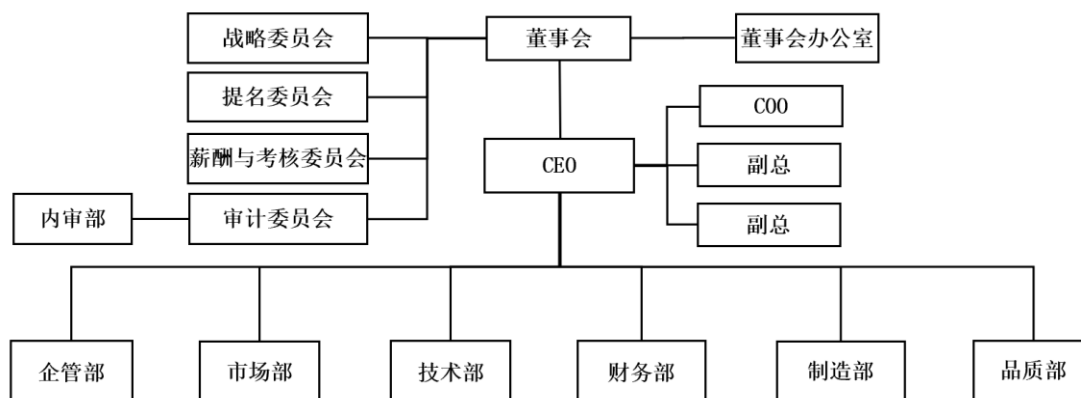 战略委员会
董事会
董事会办公室
提名委员会
COO
薪酬与考核委员会
CEO
副总
内审部
审计委员会
副总
企管部
市场部
技术部
财务部
制造部
品质部